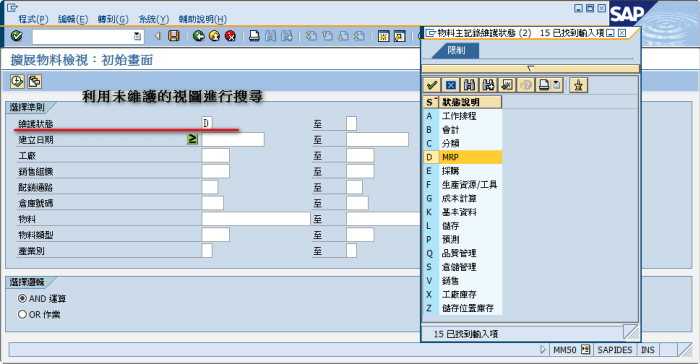 程式(P) 編輯(E) 轉到(G) 系統(Y) 輔助說明(H)
SAP
擴展物料檢視：初始畫面
利用未維護的視圖進行搜尋
選擇準則
維護狀態 D 至
建立日期 至
工廠 至
銷售組織 至
配銷通路 至
倉庫號碼 至
物料 至
物料類型 至
產業別 至
選擇邏輯
AND 運算
OR 作業
物料主記錄維護狀態 (2) 15 已找到輸入項
限制
S 狀態說明
A 工作排程
B 會計
C 分類
D MRP
E 採購
F 生產資源/工具
G 成本計算
K 基本資料
L 儲存
P 預測
Q 品質管理
S 倉儲管理
V 銷售
X 工廠庫存
Z 儲存位置庫存
15 已找到輸入項
MM50 SAPIDES INS